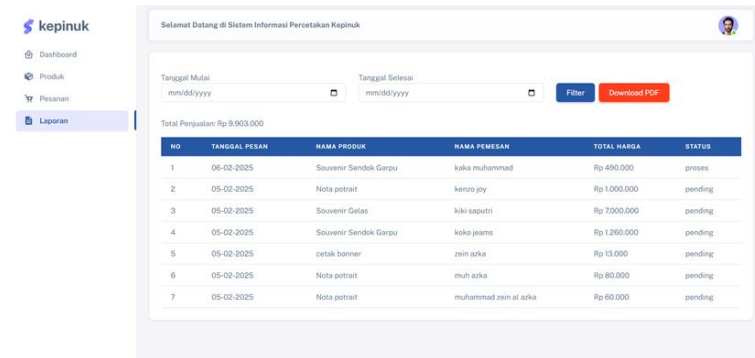 kepinuk
Selamat Datang di Sistem Informasi Percetakan Kepinuk
Dashboard
Produk
Pesanan
Laporan
Tanggal Mulai Tanggal Selesai
mm/dd/yyyy mm/dd/yyyy Filter Download PDF
Total Penjualan: Rp 9.903.000
NO TANGGAL PESAN NAMA PRODUK NAMA PEMESAN TOTAL HARGA STATUS
1 06-02-2025 Souvenir Sendok Garpu kaka muhammad Rp 490.000 proses
2 05-02-2025 Nota potrait kenzo joy Rp 1.000.000 pending
3 05-02-2025 Souvenir Gelas kiki saputri Rp 7.000.000 pending
4 05-02-2025 Souvenir Sendok Garpu koko jeams Rp 1.260.000 pending
5 05-02-2025 cetak banner zein azka Rp 13.000 pending
6 05-02-2025 Nota potrait muh azka Rp 80.000 pending
7 05-02-2025 Nota potrait muhammad zein al azka Rp 60.000 pending